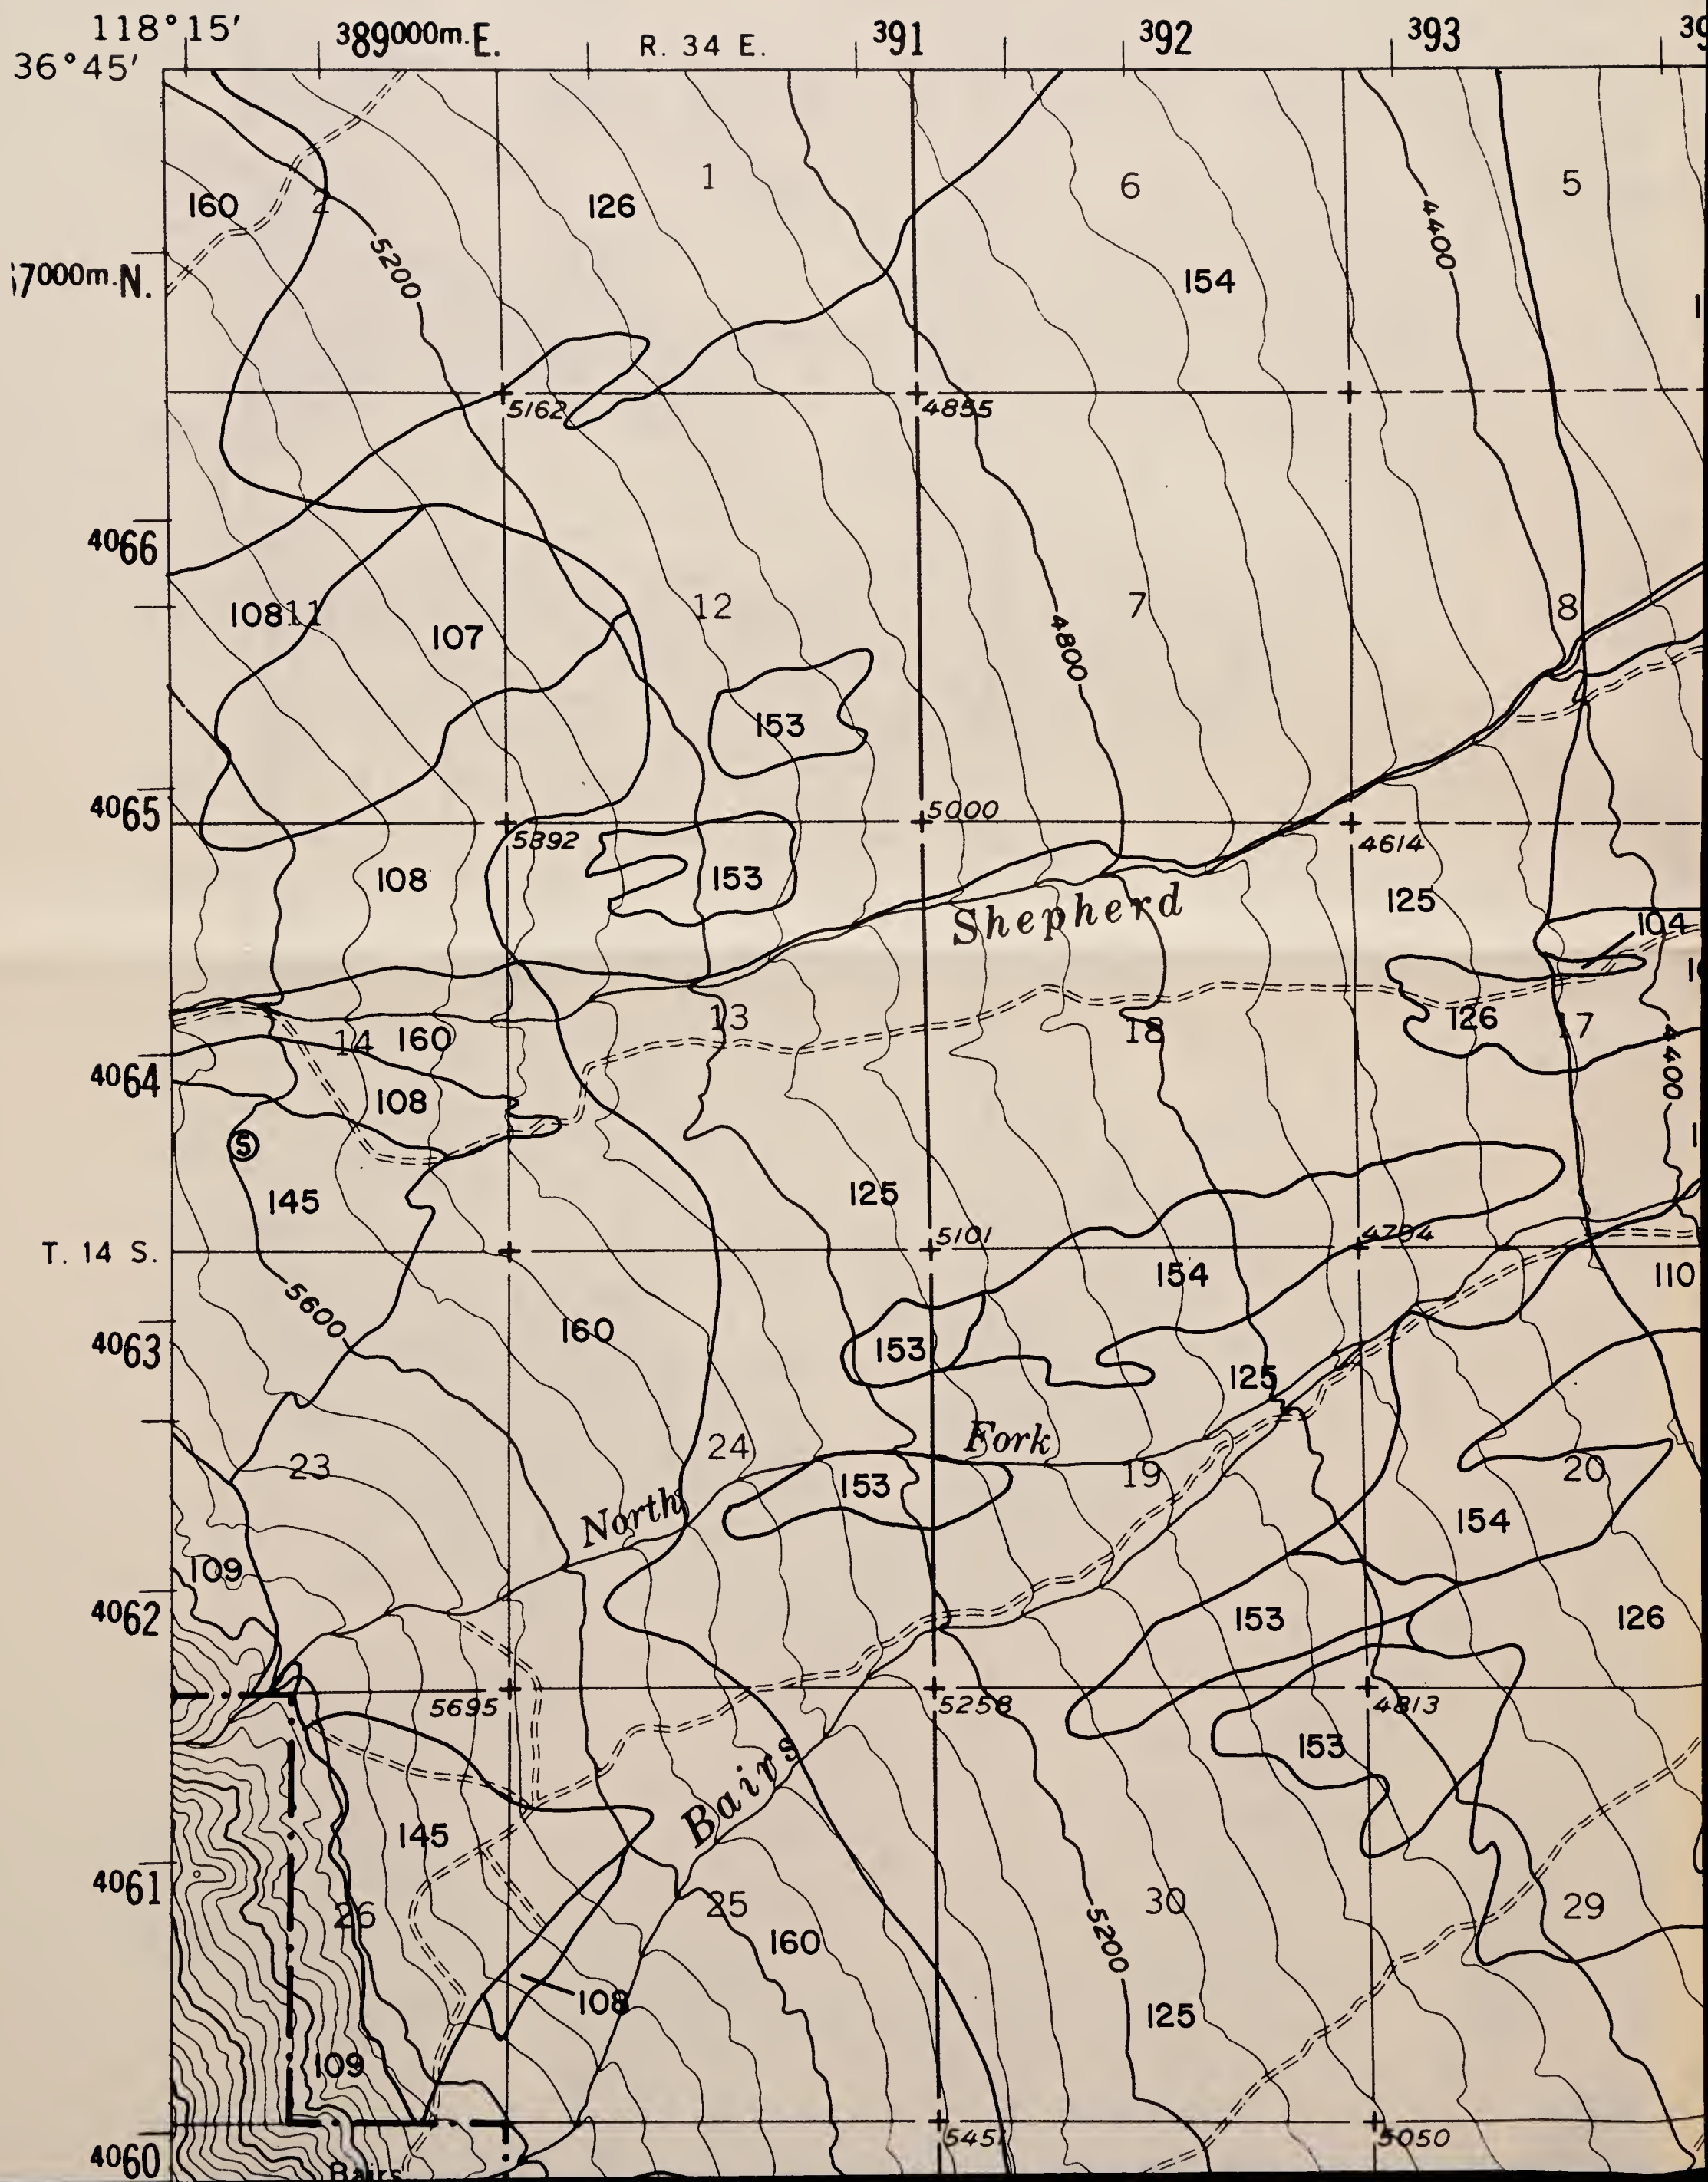 118°15′ 389000m.E. R. 34 E. 391 392 393
36°45′
1 6 5
160 2 126
5200 4400
7000m.N. 154
5162 4855
4066
108 11 107 12 7 8
4800
153
4065 5000
5392 4614
108 153 125
Shepherd 104
13 18 126 17
14 160
4064 108 4400
S
145 125
T. 14 S. 5101 4794
154 110
5600
4063 160 153
125
24 Fork
23 153 19 20
North 154
109
4062 153 126
5695 5258 4813
153
Bairs
145
4061
26 25 30 29
160 5200
108 125
109
5451 5050
4060
Bairs